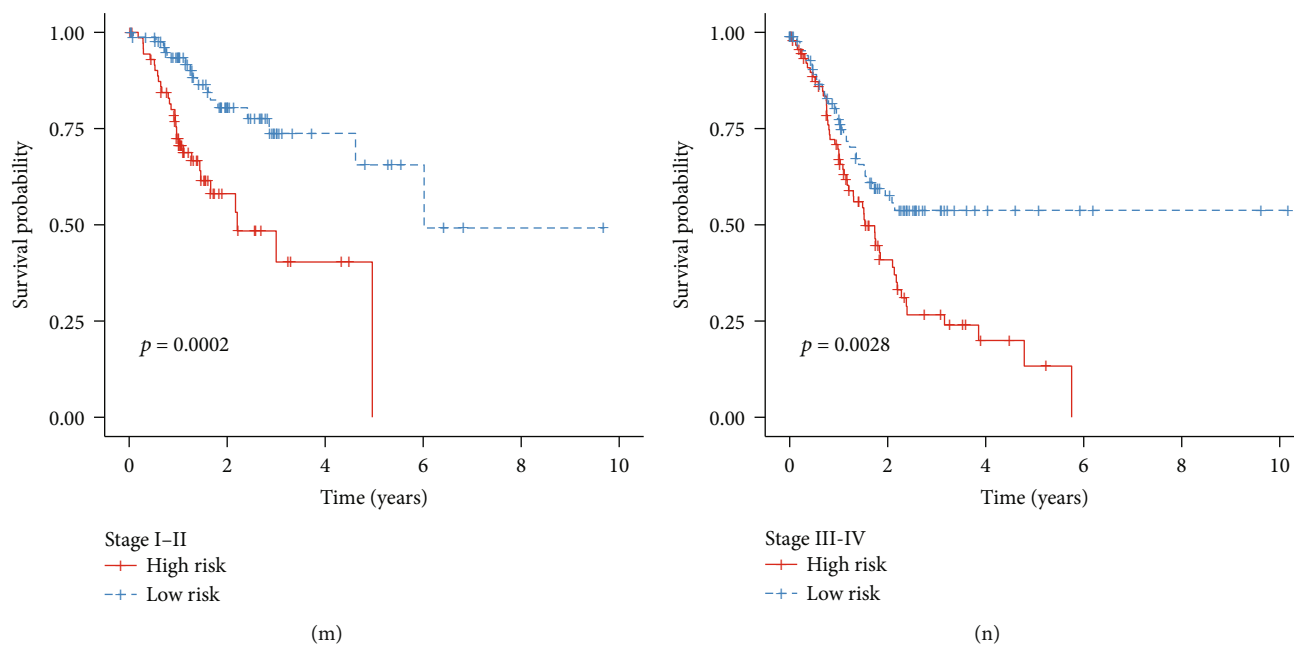 1.00
0.75
0.50
0.25
0.00
Survival probability
p = 0.0002
0 2 4 6 8 10
Time (years)
Stage I–II
High risk
Low risk
(m)
1.00
0.75
0.50
0.25
0.00
Survival probability
p = 0.0028
0 2 4 6 8 10
Time (years)
Stage III-IV
High risk
Low risk
(n)